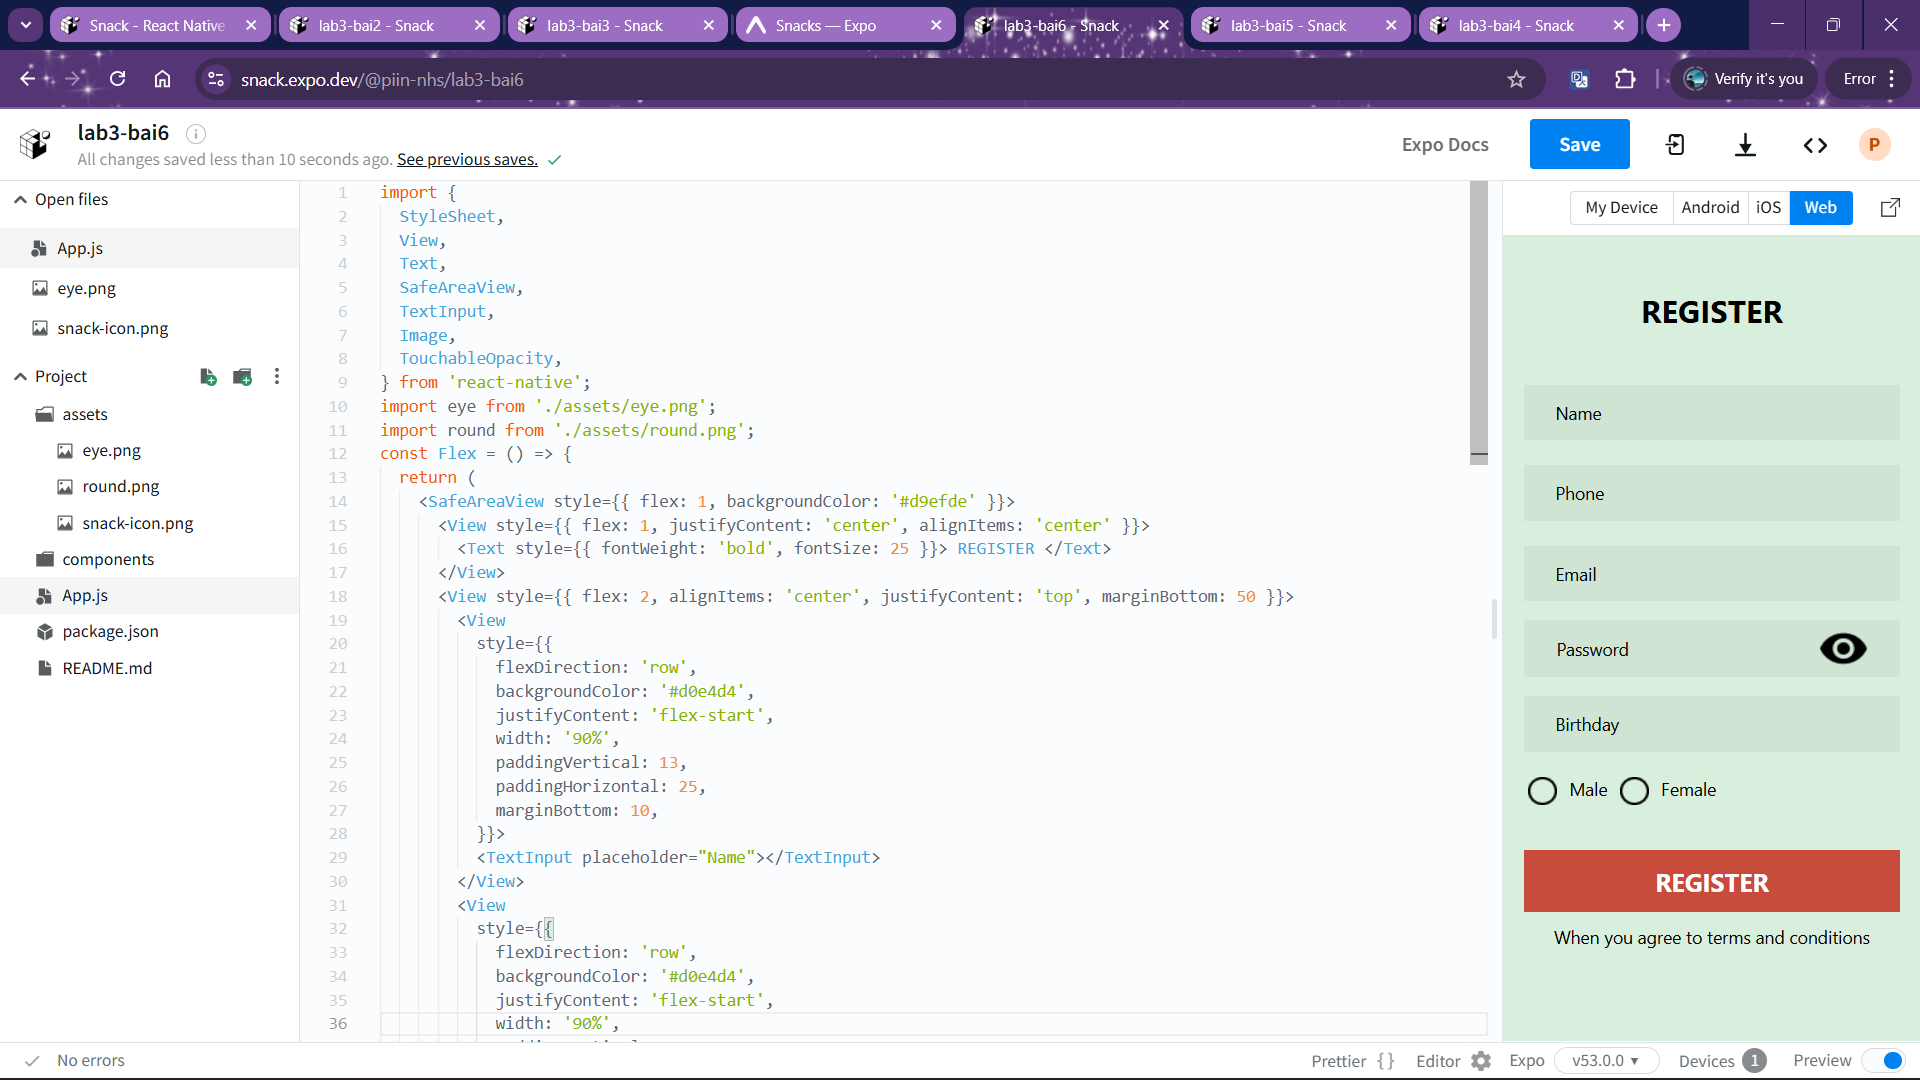 Snack - React Native
lab3-bai2 - Snack
lab3-bai3 - Snack
Snacks — Expo
lab3-bai6 - Snack
lab3-bai5 - Snack
lab3-bai4 - Snack
snack.expo.dev/@piin-nhs/lab3-bai6
Verify it's you
Error
lab3-bai6
All changes saved less than 10 seconds ago. See previous saves.
Expo Docs
Save
P
Open files
App.js
eye.png
snack-icon.png
Project
assets
eye.png
round.png
snack-icon.png
components
App.js
package.json
README.md
1 import {
2 StyleSheet,
3 View,
4 Text,
5 SafeAreaView,
6 TextInput,
7 Image,
8 TouchableOpacity,
9 } from 'react-native';
10 import eye from './assets/eye.png';
11 import round from './assets/round.png';
12 const Flex = () => {
13 return (
14 <SafeAreaView style={{ flex: 1, backgroundColor: '#d9efde' }}>
15 <View style={{ flex: 1, justifyContent: 'center', alignItems: 'center' }}>
16 <Text style={{ fontWeight: 'bold', fontSize: 25 }}> REGISTER </Text>
17 </View>
18 <View style={{ flex: 2, alignItems: 'center', justifyContent: 'top', marginBottom: 50 }}>
19 <View
20 style={{
21 flexDirection: 'row',
22 backgroundColor: '#d0e4d4',
23 justifyContent: 'flex-start',
24 width: '90%',
25 paddingVertical: 13,
26 paddingHorizontal: 25,
27 marginBottom: 10,
28 }}>
29 <TextInput placeholder="Name"></TextInput>
30 </View>
31 <View
32 style={{
33 flexDirection: 'row',
34 backgroundColor: '#d0e4d4',
35 justifyContent: 'flex-start',
36 width: '90%',
My Device
Android
iOS
Web
REGISTER
Name
Phone
Email
Password
Birthday
Male
Female
REGISTER
When you agree to terms and conditions
No errors
Prettier {}
Editor
Expo
v53.0.0
Devices 1
Preview